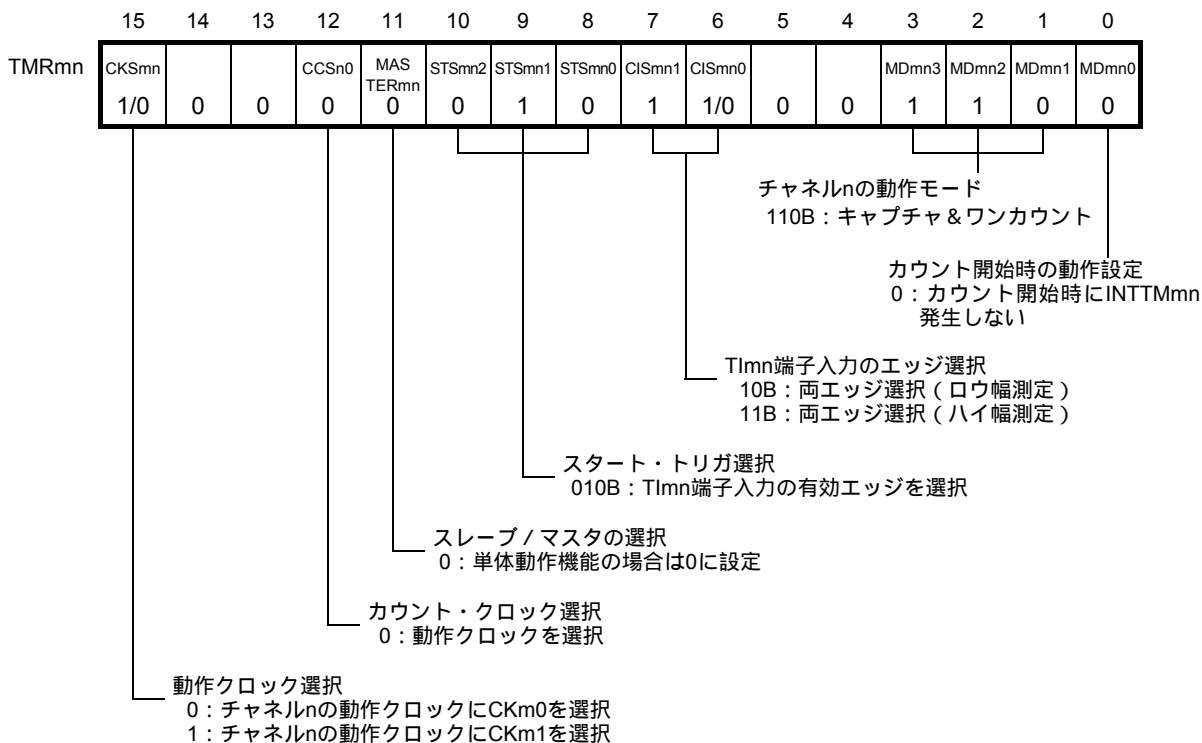 15 14 13 12 11 10 9 8 7 6 5 4 3 2 1 0
TMRmn CKSmn CCSn0 MAS TERmn STSmn2 STSmn1 STSmn0 CISmn1 CISmn0 MDmn3 MDmn2 MDmn1 MDmn0
1/0 0 0 0 0 0 1 0 1 1/0 0 0 1 1 0 0
チャネルnの動作モード
110B：キャプチャ＆ワンカウント
カウント開始時の動作設定
0：カウント開始時にINTTMmn
発生しない
TImn端子入力のエッジ選択
10B：両エッジ選択（ロウ幅測定）
11B：両エッジ選択（ハイ幅測定）
スタート・トリガ選択
010B：TImn端子入力の有効エッジを選択
スレーブ／マスタの選択
0：単体動作機能の場合は0に設定
カウント・クロック選択
0：動作クロックを選択
動作クロック選択
0：チャネルnの動作クロックにCKm0を選択
1：チャネルnの動作クロックにCKm1を選択